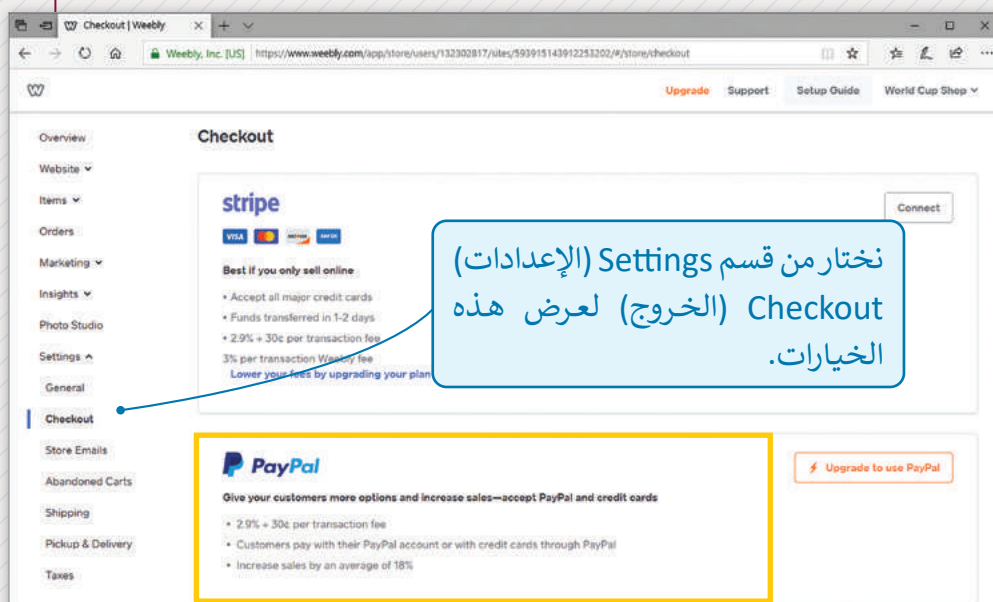 Checkout | Weebly
Weebly, Inc. [US] https://www.weebly.com/app/store/users/132302817/sites/593915143912253202/#/store/checkout
Upgrade Support Setup Guide World Cup Shop
Overview
Website
Items
Orders
Marketing
Insights
Photo Studio
Settings
General
Checkout
Store Emails
Abandoned Carts
Shipping
Pickup & Delivery
Taxes
Checkout
stripe
Connect
VISA
Best if you only sell online
• Accept all major credit cards
• Funds transferred in 1-2 days
• 2.9% + 30¢ per transaction fee
3% per transaction Weebly fee
Lower your fees by upgrading your plan
نختار من قسم Settings (الإعدادات)
Checkout (الخروج) لعرض هذه
الخيارات.
PayPal
Upgrade to use PayPal
Give your customers more options and increase sales—accept PayPal and credit cards
• 2.9% + 30¢ per transaction fee
• Customers pay with their PayPal account or with credit cards through PayPal
• Increase sales by an average of 18%